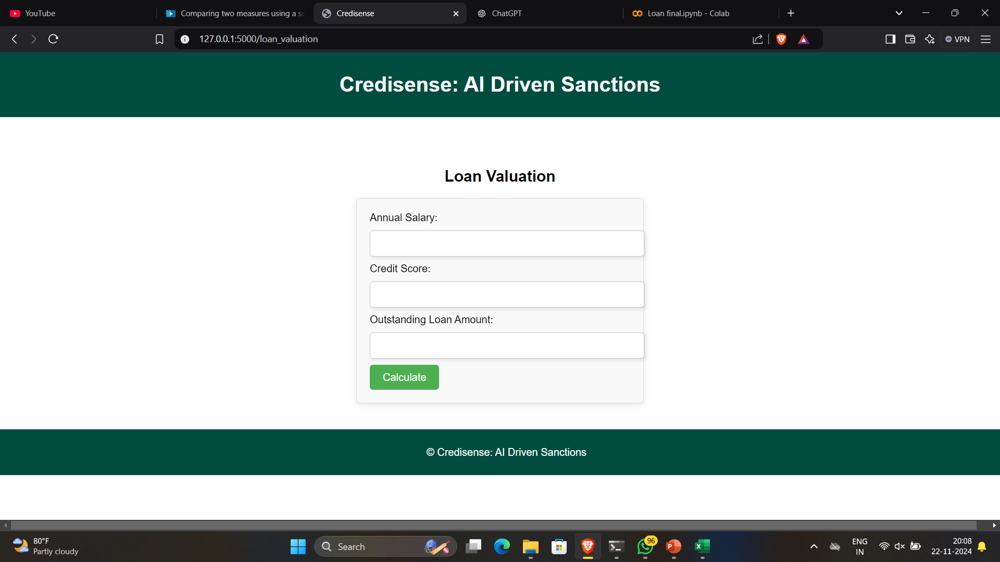 YouTube
Comparing two measures using a sc
Credisense
ChatGPT
Loan final.ipynb - Colab
127.0.0.1:5000/loan_valuation
VPN
Credisense: AI Driven Sanctions
Loan Valuation
Annual Salary:
Credit Score:
Outstanding Loan Amount:
Calculate
© Credisense: AI Driven Sanctions
80°F
Partly cloudy
Search
96
ENG
IN
20:08
22-11-2024